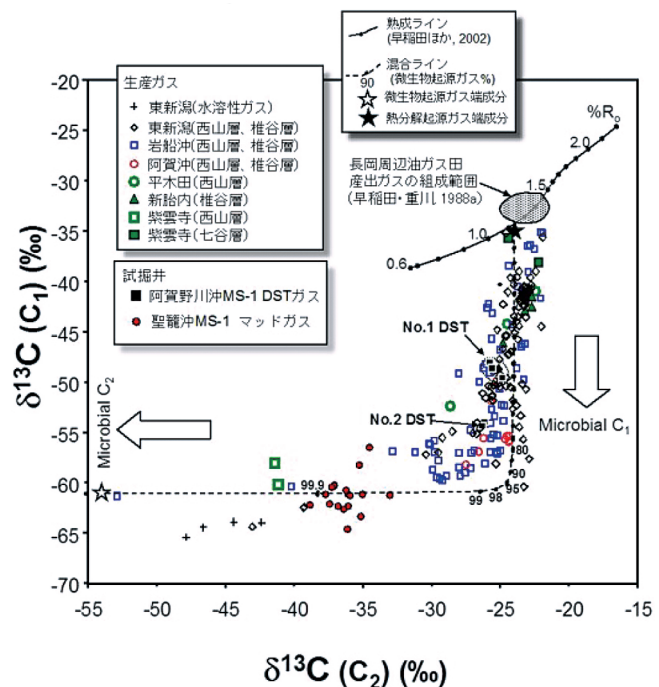 熟成ライン
(早稲田ほか, 2002)
混合ライン
90 (微生物起源ガス%)
微生物起源ガス端成分
熱分解起源ガス端成分
生産ガス
東新潟(水溶性ガス)
東新潟(西山層、椎谷層)
岩船沖(西山層、椎谷層)
阿賀沖(西山層、椎谷層)
平木田(西山層)
新胎内(椎谷層)
紫雲寺(西山層)
紫雲寺(七谷層)
試掘井
阿賀野川沖MS-1 DSTガス
聖籠沖MS-1 マッドガス
%Ro
2.0
1.5
1.0
0.6
長岡周辺油ガス田
産出ガスの組成範囲
(早稲田・重川, 1988a)
No.1 DST
No.2 DST
Microbial C1
Microbial C2
80
90
95
98
99
99.9
-20
-25
-30
-35
-40
-45
-50
-55
-60
-65
-70
δ13C (C1) (‰)
-55
-50
-45
-40
-35
-30
-25
-20
-15
δ13C (C2) (‰)